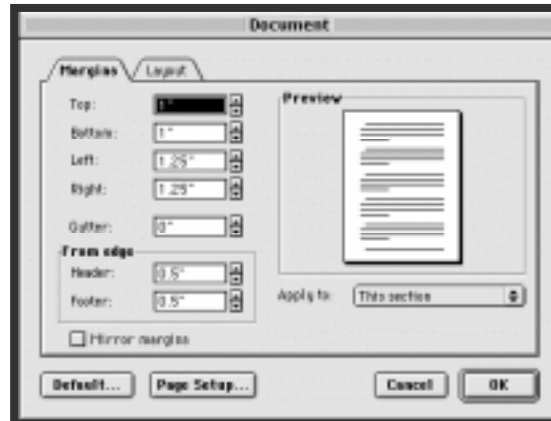 Document
Margins Layout
Top: 1"
Bottom: 1"
Left: 1.25"
Right: 1.25"
Gutter: 0"
From edge
Header: 0.5"
Footer: 0.5"
Mirror margins
Preview
Apply to: This section
Default... Page Setup... Cancel OK